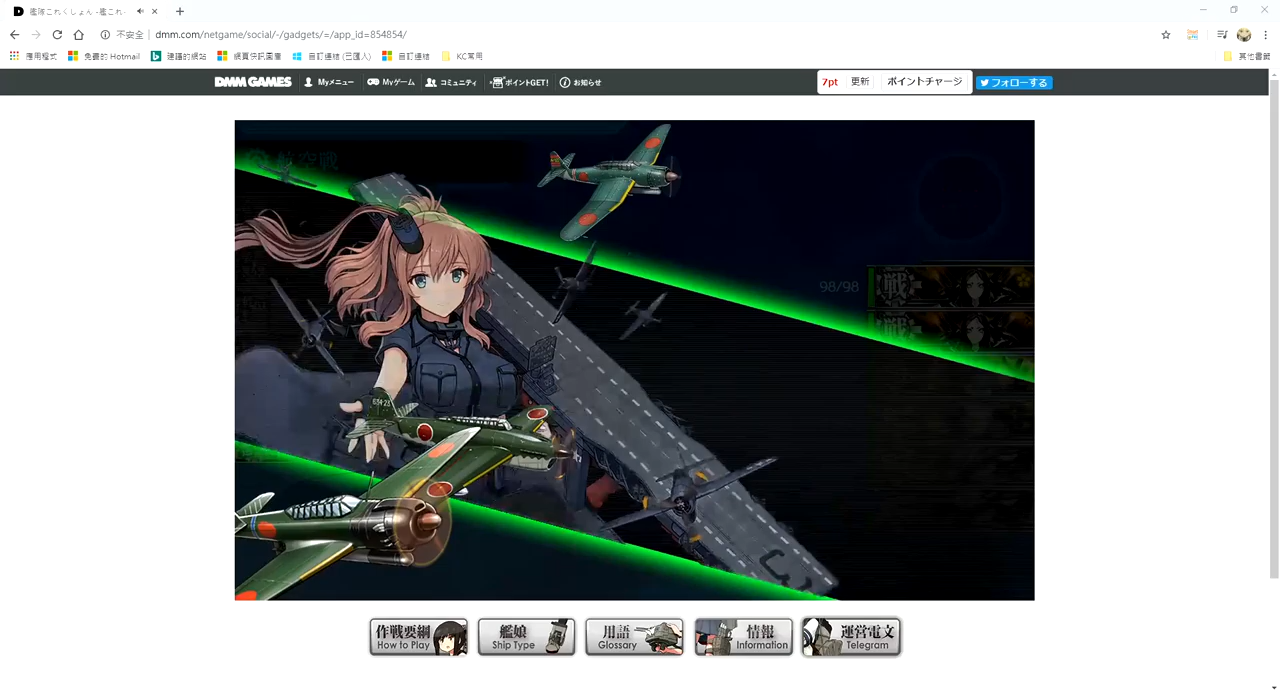 艦隊これくしょん -艦これ-
不安全 dmm.com/netgame/social/-/gadgets/=/app_id=854854/
應用程式 免費的 Hotmail 建議的網站 網頁快訊圖庫 自訂連結 (已匯入) 自訂連結 KC常用 其他書籤
DMM GAMES Myメニュー Myゲーム コミュニティ ポイントGET! お知らせ 7pt 更新 ポイントチャージ フォローする
航空戦
98/98
作戦要綱 艦娘 用語 情報 運営電文
How to Play Ship Type Glossary Information Telegram